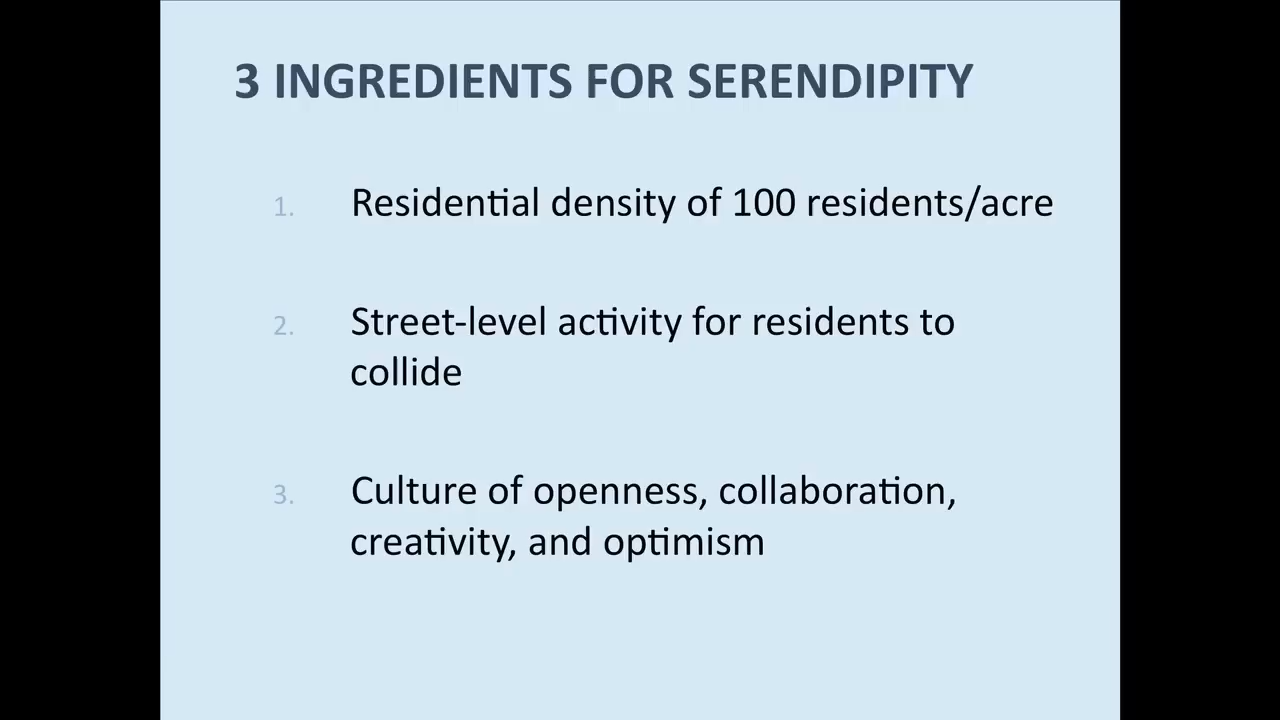 3 INGREDIENTS FOR SERENDIPITY
1. Residential density of 100 residents/acre
2. Street-level activity for residents to
collide
3. Culture of openness, collaboration,
creativity, and optimism